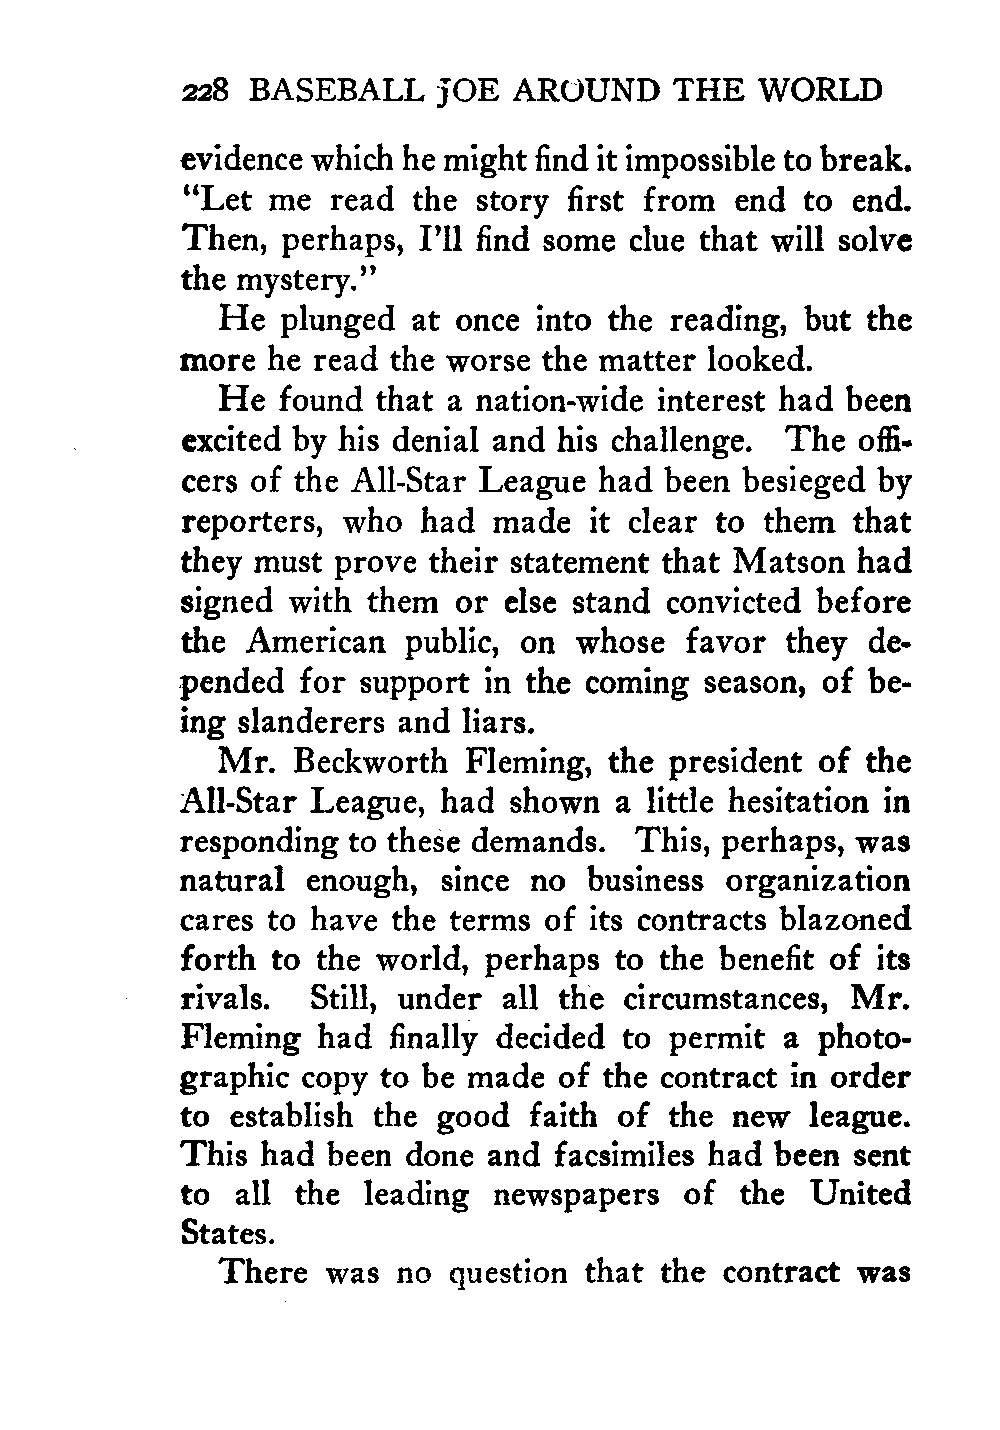 228 BASEBALL JOE AROUND THE WORLD
evidence which he might find it impossible to break.
"Let me read the story first from end to end.
Then, perhaps, I'll find some clue that will solve
the mystery."
He plunged at once into the reading, but the
more he read the worse the matter looked.
He found that a nation-wide interest had been
excited by his denial and his challenge. The offi-
cers of the All-Star League had been besieged by
reporters, who had made it clear to them that
they must prove their statement that Matson had
signed with them or else stand convicted before
the American public, on whose favor they de-
pended for support in the coming season, of be-
ing slanderers and liars.
Mr. Beckworth Fleming, the president of the
All-Star League, had shown a little hesitation in
responding to these demands. This, perhaps, was
natural enough, since no business organization
cares to have the terms of its contracts blazoned
forth to the world, perhaps to the benefit of its
rivals. Still, under all the circumstances, Mr.
Fleming had finally decided to permit a photo-
graphic copy to be made of the contract in order
to establish the good faith of the new league.
This had been done and facsimiles had been sent
to all the leading newspapers of the United
States.
There was no question that the contract was